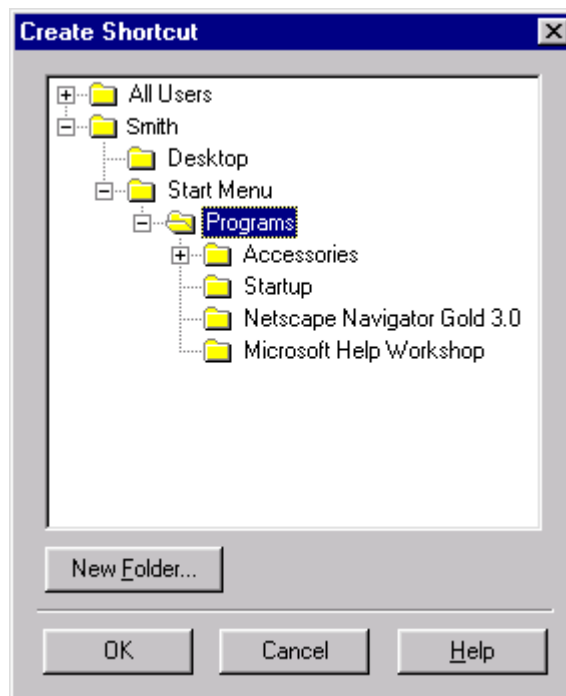 Create Shortcut
All Users
Smith
Desktop
Start Menu
Programs
Accessories
Startup
Netscape Navigator Gold 3.0
Microsoft Help Workshop
New Folder...
OK Cancel Help